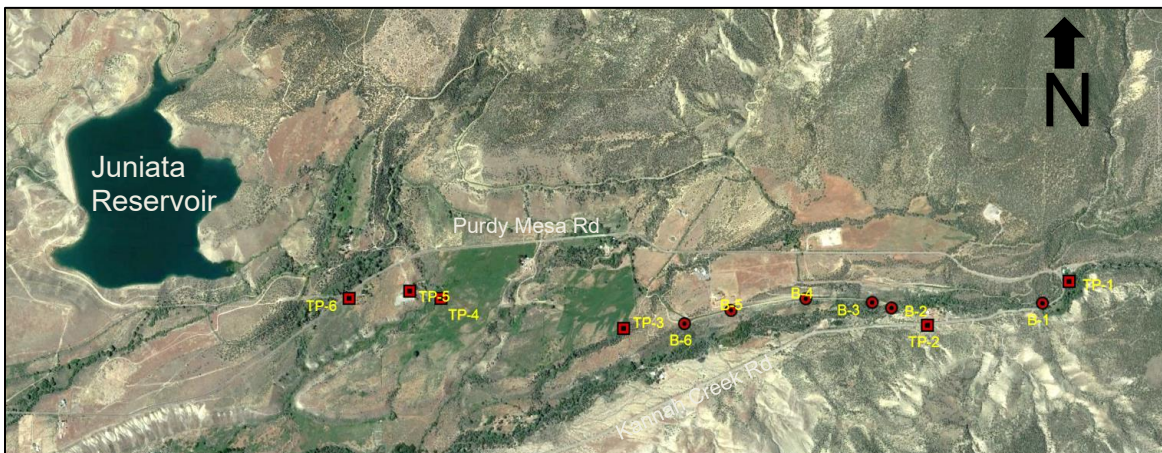 N
Juniata
Reservoir
Purdy Mesa Rd
TP-1
TP-5
TP-6
TP-4
B-5
B-4
B-3
B-2
B-1
TP-3
B-6
TP-2
Kannah Creek Rd